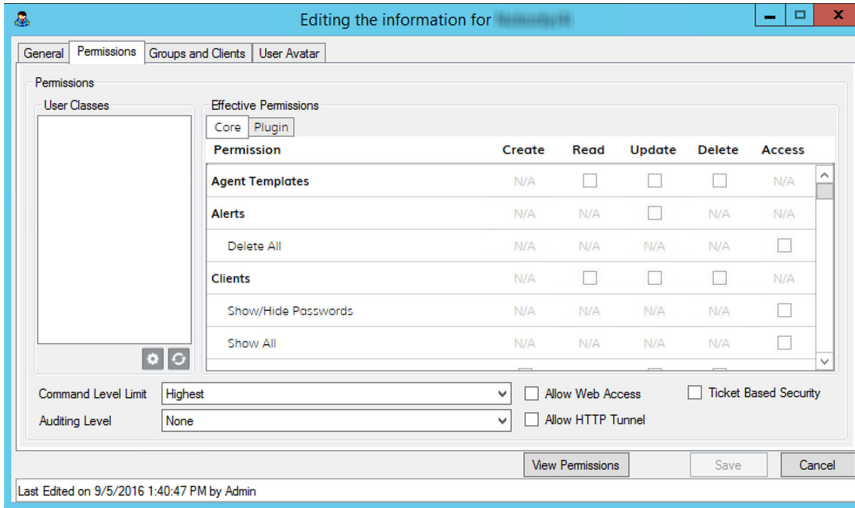 Editing the information for
General Permissions Groups and Clients User Avatar
Permissions
User Classes
Effective Permissions
Core Plugin
Permission Create Read Update Delete Access
Agent Templates N/A N/A
Alerts N/A N/A N/A N/A
Delete All N/A N/A N/A N/A
Clients N/A N/A
Show/Hide Passwords N/A N/A N/A N/A
Show All N/A N/A N/A N/A
Command Level Limit Highest Allow Web Access Ticket Based Security
Auditing Level None Allow HTTP Tunnel
View Permissions Save Cancel
Last Edited on 9/5/2016 1:40:47 PM by Admin